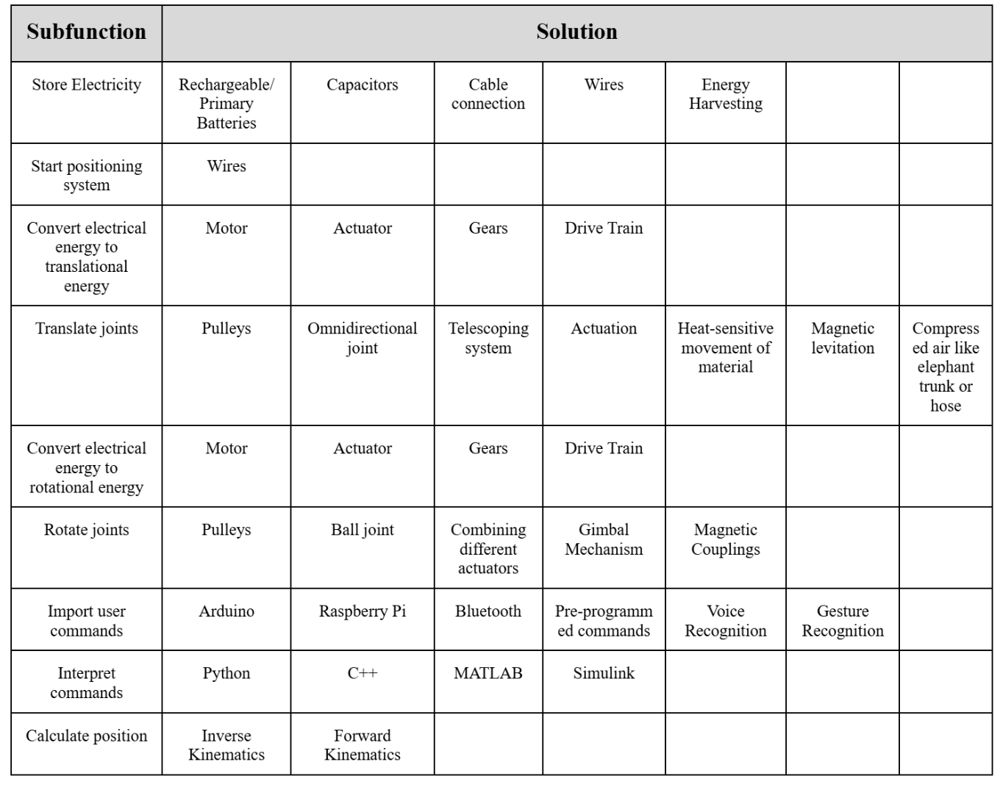 Subfunction Solution
Store Electricity Rechargeable/ Primary Batteries Capacitors Cable connection Wires Energy Harvesting
Start positioning system Wires
Convert electrical energy to translational energy Motor Actuator Gears Drive Train
Translate joints Pulleys Omnidirectional joint Telescoping system Actuation Heat-sensitive movement of material Magnetic levitation Compress ed air like elephant trunk or hose
Convert electrical energy to rotational energy Motor Actuator Gears Drive Train
Rotate joints Pulleys Ball joint Combining different actuators Gimbal Mechanism Magnetic Couplings
Import user commands Arduino Raspberry Pi Bluetooth Pre-programm ed commands Voice Recognition Gesture Recognition
Interpret commands Python C++ MATLAB Simulink
Calculate position Inverse Kinematics Forward Kinematics